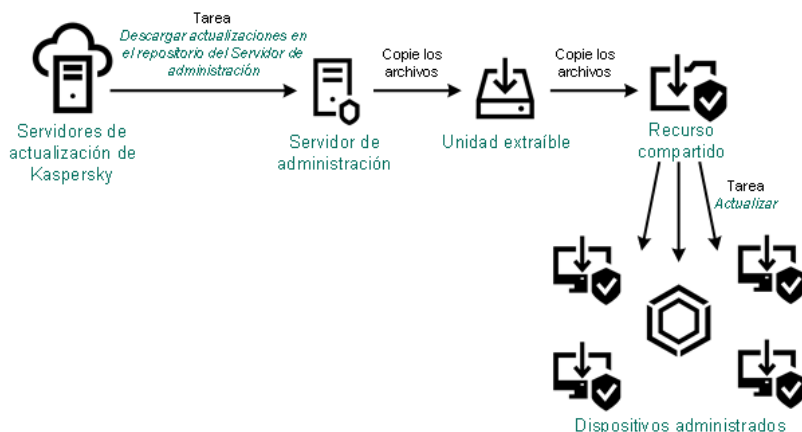 Tarea
Descargar actualizaciones en
el repositorio del Servidor de
administración
Servidores de
actualización de
Kaspersky
Servidor de
administración
Copie los
archivos
Unidad extraíble
Copie los
archivos
Recurso
compartido
Tarea
Actualizar
Dispositivos administrados